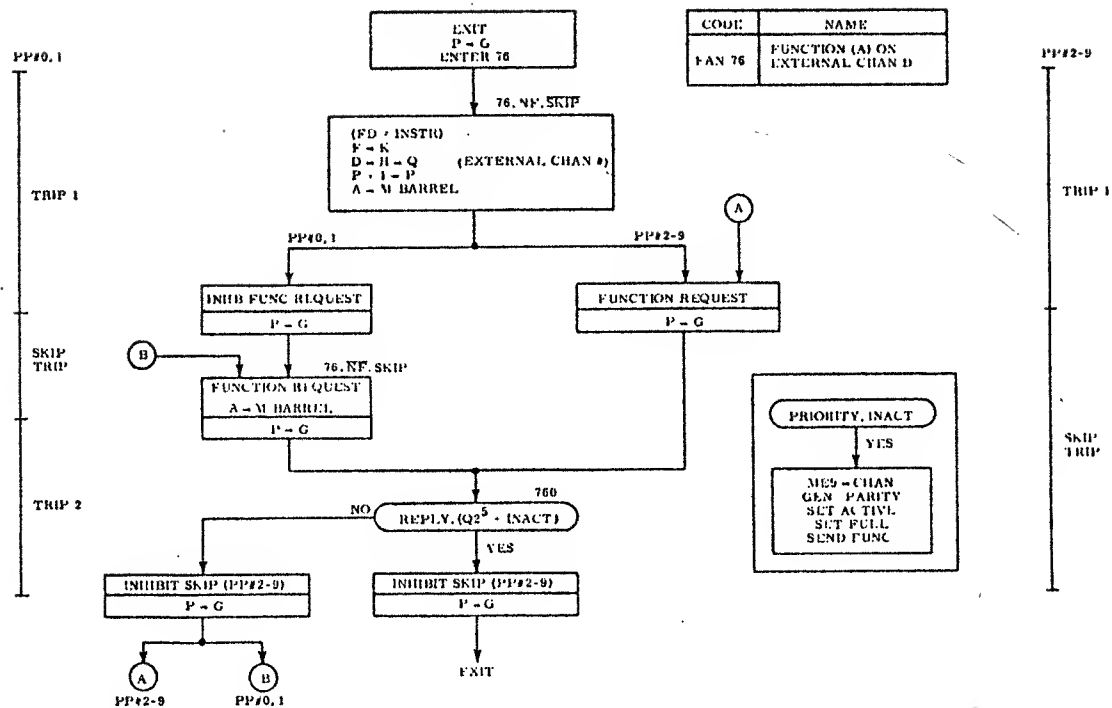 EXIT
P→G
ENTER 76
CODE NAME
FAN 76 FUNCTION (A) ON
EXTERNAL CHAN D
PP#0,1
PP#2-9
76.NF.SKIP
(FD = INSTR)
F→K
D→H→Q (EXTERNAL CHAN #)
P + 1→P
A→M BARREL
TRIP 1
TRIP 1
A
PP#0,1
PP#2-9
INHB FUNC REQUEST
P→G
FUNCTION REQUEST
P→G
SKIP
TRIP
B
76.NF.SKIP
FUNCTION REQUEST
A→M BARREL
P→G
PRIORITY, INACT
YES
SKIP
TRIP
ME9→CHAN
GEN PARITY
SET ACTIVE
SET FULL
SEND FUNC
TRIP 2
760
NO
REPLY, (Q2⁵ + INACT)
YES
INHIBIT SKIP (PP#2-9)
P→G
INHIBIT SKIP (PP#2-9)
P→G
A
B
EXIT
PP#2-9
PP#0,1